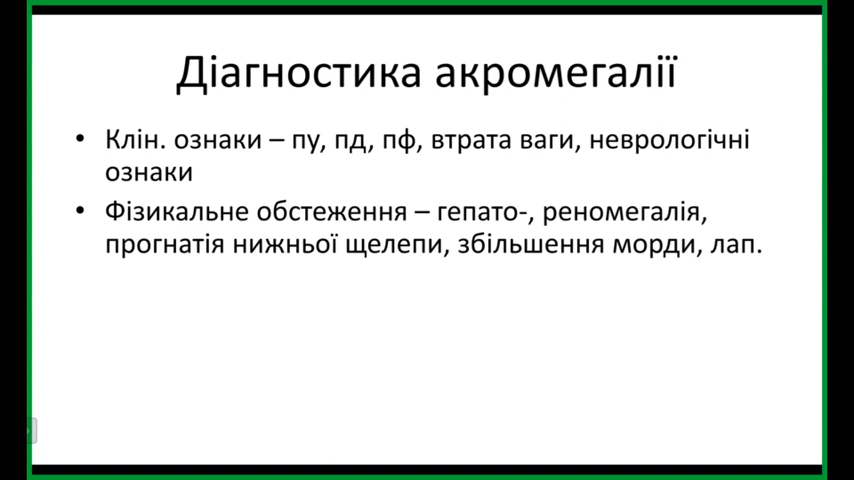 Діагностика акромегалії
• Клін. ознаки – пу, пд, пф, втрата ваги, неврологічні
ознаки
• Фізикальне обстеження – гепато-, реномегалія,
прогнатія нижньої щелепи, збільшення морди, лап.